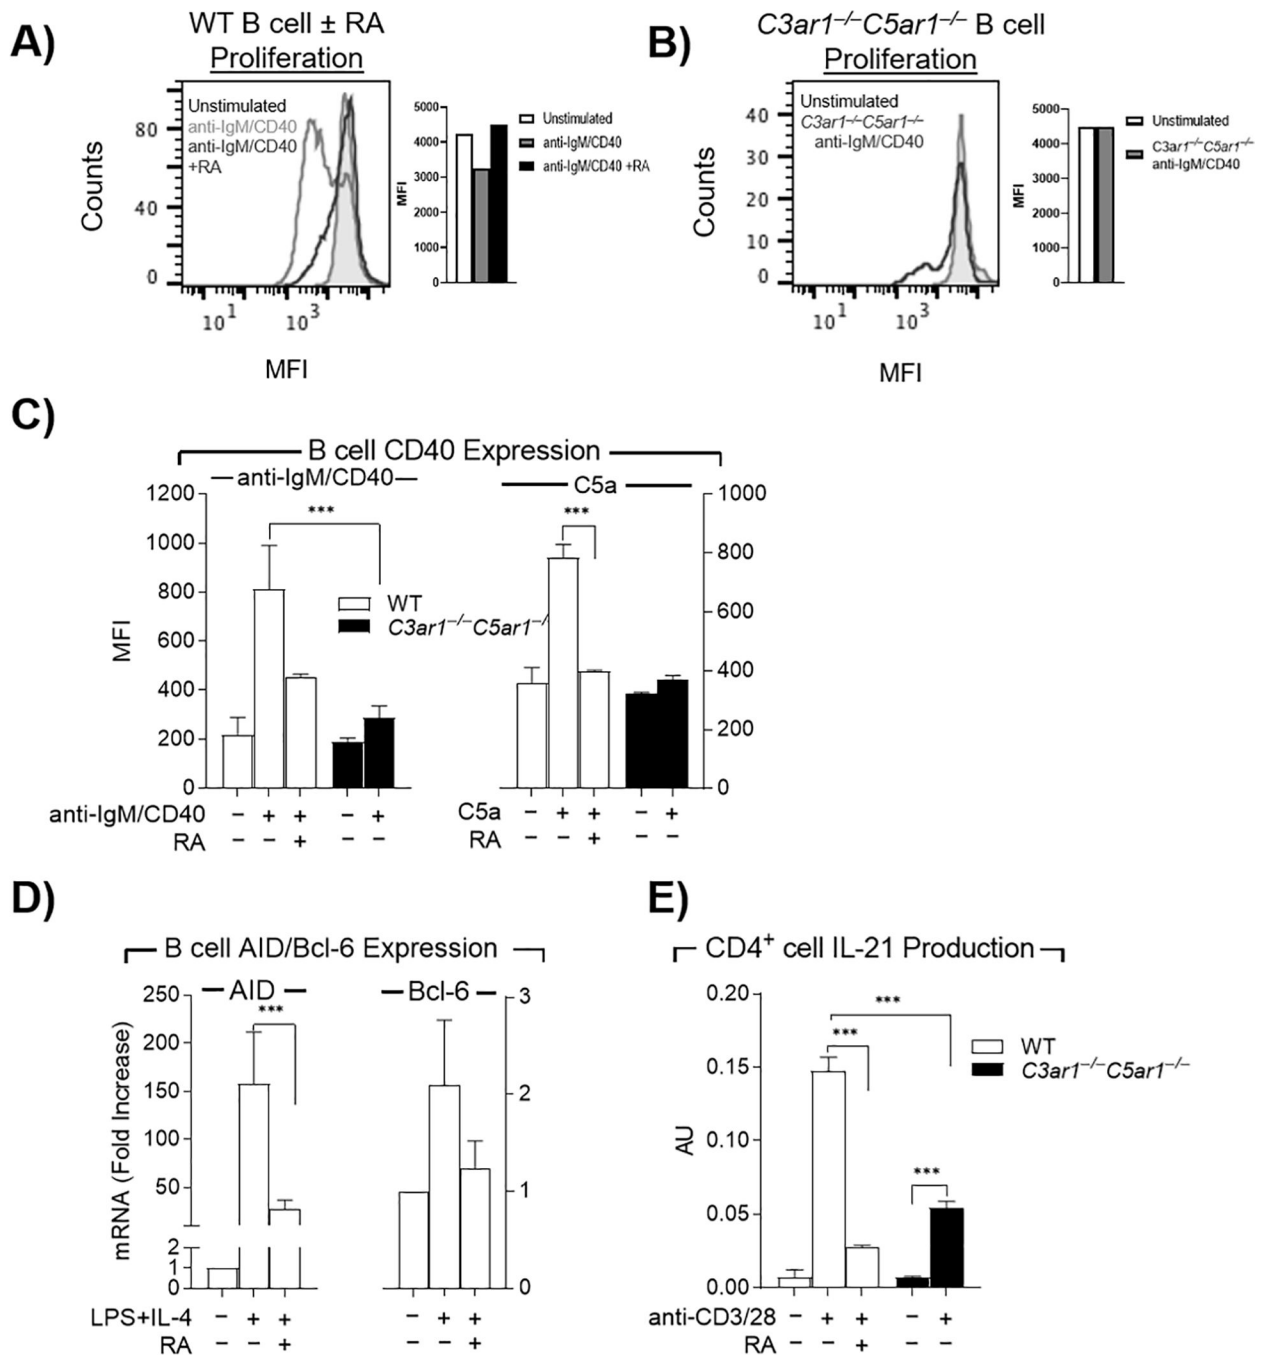 A)
WT B cell ± RA
Proliferation
Unstimulated
anti-IgM/CD40
anti-IgM/CD40
+RA
Counts
80
40
0
10¹ 10³
MFI
5000
4000
3000
2000
1000
0
MFI
Unstimulated
anti-IgM/CD40
anti-IgM/CD40 +RA
B)
C3ar1–/–C5ar1–/– B cell
Proliferation
Unstimulated
C3ar1–/–C5ar1–/–
anti-IgM/CD40
Counts
40
30
20
10
0
10¹ 10³
MFI
5000
4000
3000
2000
1000
0
MFI
Unstimulated
C3ar1–/–C5ar1–/–
anti-IgM/CD40
C)
B cell CD40 Expression
anti-IgM/CD40
C5a
1200
1000
800
600
400
200
0
MFI
***
***
WT
C3ar1–/–C5ar1–/
1000
800
600
400
200
0
anti-IgM/CD40 – + + – +
RA – – + – –
C5a – + + – +
RA – – + – –
D)
B cell AID/Bcl-6 Expression
AID
Bcl-6
mRNA (Fold Increase)
250
200
150
100
50
2
1
0
***
3
2
1
0
LPS+IL-4 – + + – + +
RA – – + – – +
E)
CD4+ cell IL-21 Production
0.20
0.15
0.10
0.05
0.00
AU
***
***
***
WT
C3ar1–/–C5ar1–/–
anti-CD3/28 – + + – +
RA – – + – –